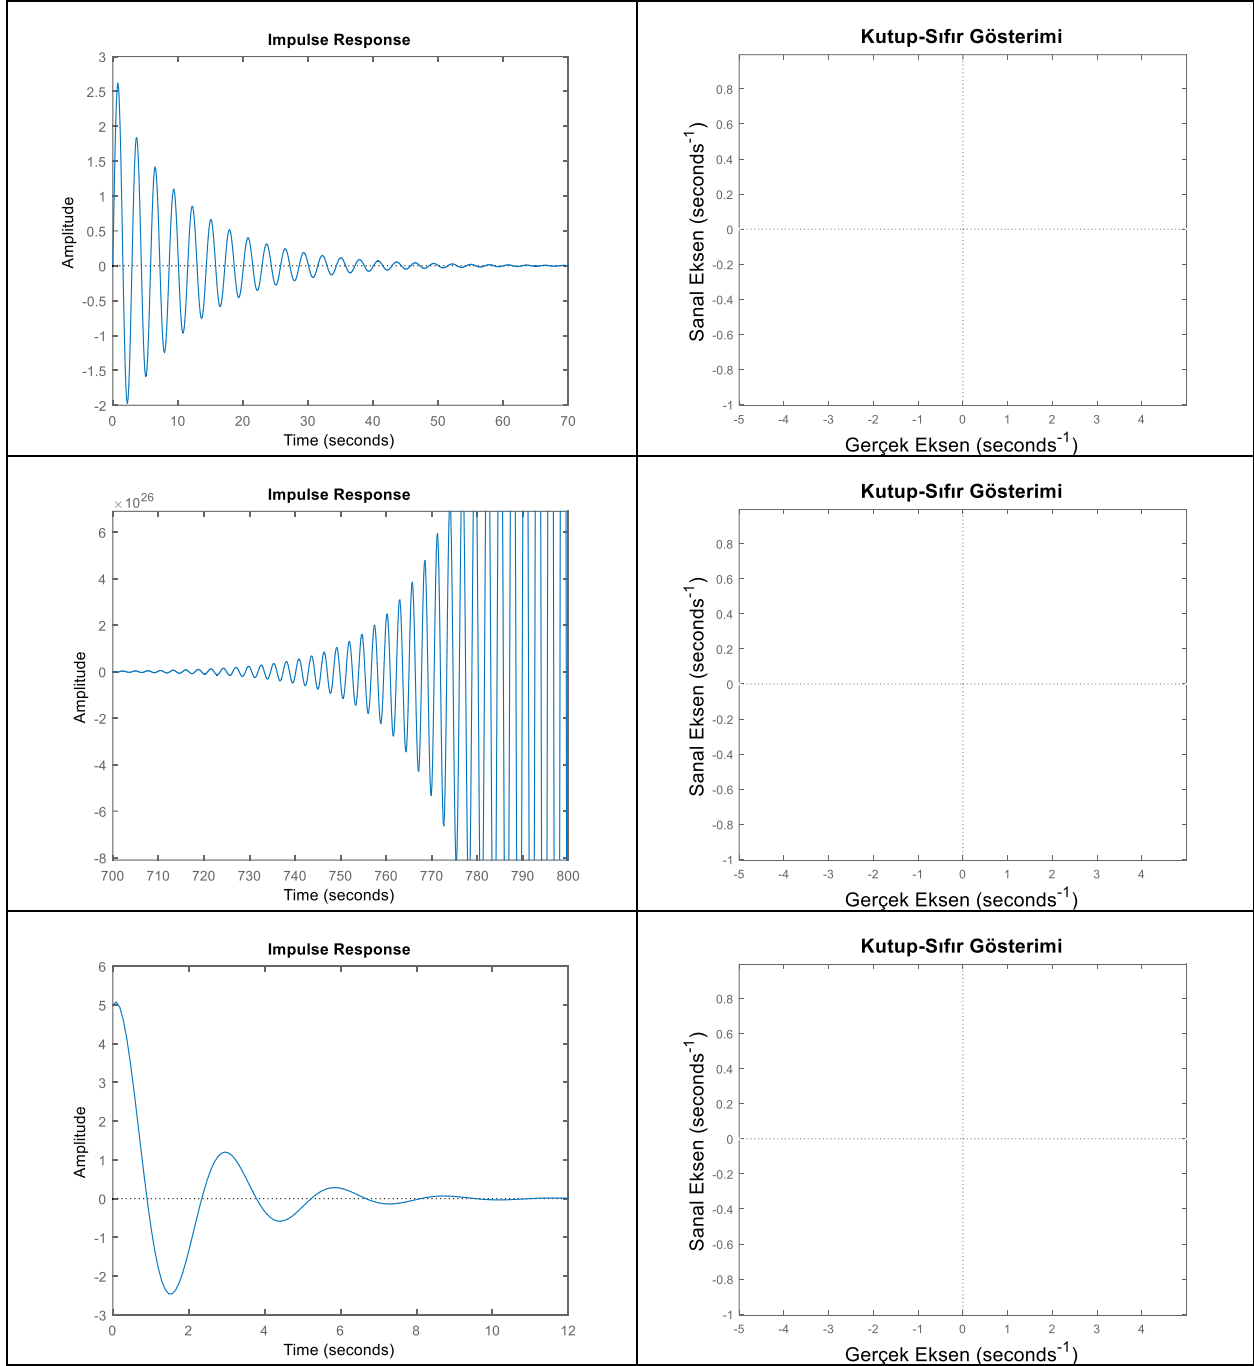 Impulse Response
3
2.5
2
1.5
1
0.5
0
-0.5
-1
-1.5
-2
Amplitude
0 10 20 30 40 50 60 70
Time (seconds)
Kutup-Sıfır Gösterimi
0.8
0.6
0.4
0.2
0
-0.2
-0.4
-0.6
-0.8
-1
Sanal Eksen (seconds⁻¹)
-5 -4 -3 -2 -1 0 1 2 3 4
Gerçek Eksen (seconds⁻¹)
Impulse Response
×10²⁶
6
4
2
0
-2
-4
-6
-8
Amplitude
700 710 720 730 740 750 760 770 780 790 800
Time (seconds)
Kutup-Sıfır Gösterimi
0.8
0.6
0.4
0.2
0
-0.2
-0.4
-0.6
-0.8
-1
Sanal Eksen (seconds⁻¹)
-5 -4 -3 -2 -1 0 1 2 3 4
Gerçek Eksen (seconds⁻¹)
Impulse Response
6
5
4
3
2
1
0
-1
-2
-3
Amplitude
0 2 4 6 8 10 12
Time (seconds)
Kutup-Sıfır Gösterimi
0.8
0.6
0.4
0.2
0
-0.2
-0.4
-0.6
-0.8
-1
Sanal Eksen (seconds⁻¹)
-5 -4 -3 -2 -1 0 1 2 3 4
Gerçek Eksen (seconds⁻¹)